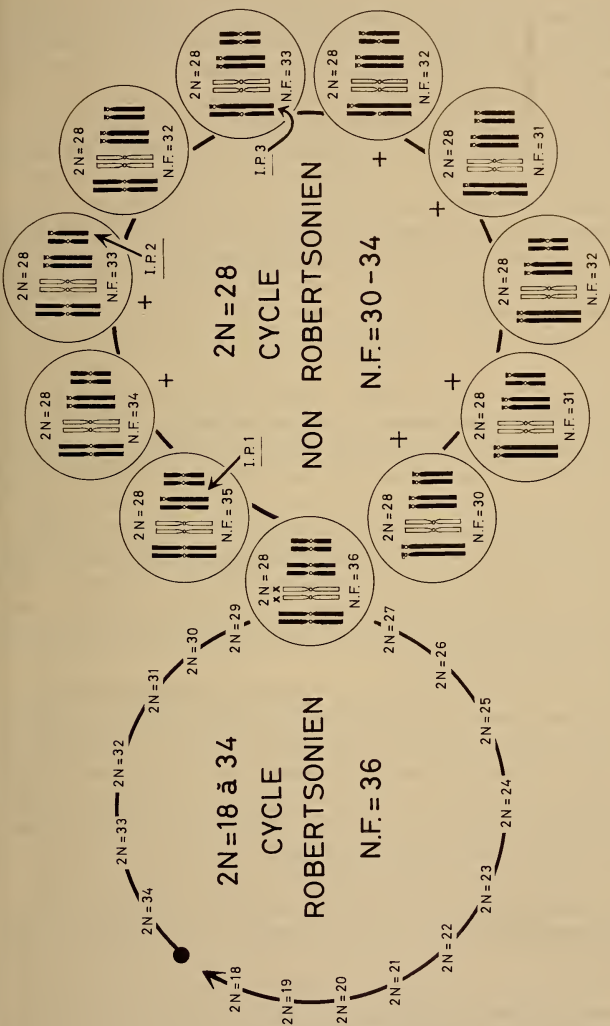 2N=18 ă 34
CYCLE
ROBERTSONIEN
N.F.=36
2N=34
2N=33
2N=32
2N=31
2N=30
2N=29
2N=28
x x
N.F.=36
2N=27
2N=26
2N=25
2N=24
2N=23
2N=22
2N=21
2N=20
2N=19
2N=18
2N=28
CYCLE
NON ROBERTSONIEN
N.F.=30-34
2N=28
N.F.=35
I.P.1
2N=28
N.F.=34
+
2N=28
N.F.=33
I.P.2
+
2N=28
N.F.=32
2N=28
N.F.=33
I.P.3
2N=28
N.F.=32
+
2N=28
N.F.=31
+
2N=28
N.F.=32
2N=28
N.F.=31
+
2N=28
N.F.=30
+